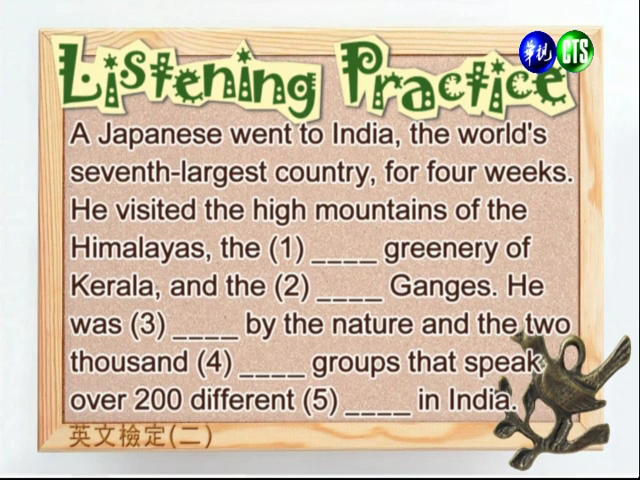 Listening Practice
華視 CTS
A Japanese went to India, the world's
seventh-largest country, for four weeks.
He visited the high mountains of the
Himalayas, the (1) ____ greenery of
Kerala, and the (2) ____ Ganges. He
was (3) ____ by the nature and the two
thousand (4) ____ groups that speak
over 200 different (5) ____ in India.
英文檢定(二)